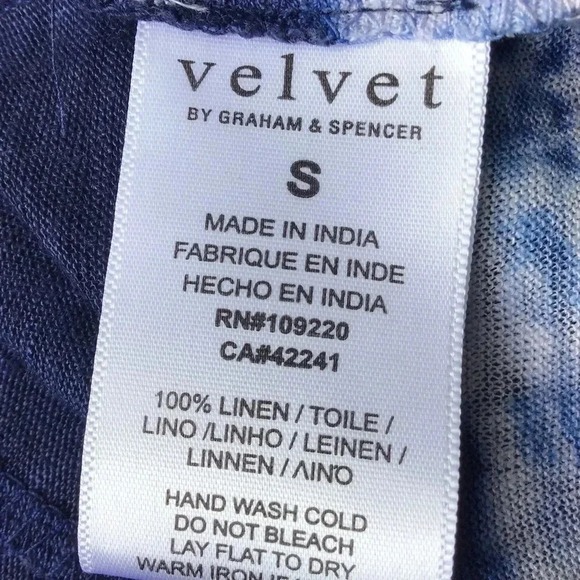 velvet
BY GRAHAM & SPENCER
S
MADE IN INDIA
FABRIQUE EN INDE
HECHO EN INDIA
RN#109220
CA#42241
100% LINEN / TOILE /
LINO /LINHO / LEINEN /
LINNEN / ΛΙΝΌ
HAND WASH COLD
DO NOT BLEACH
LAY FLAT TO DRY
WARM IRON